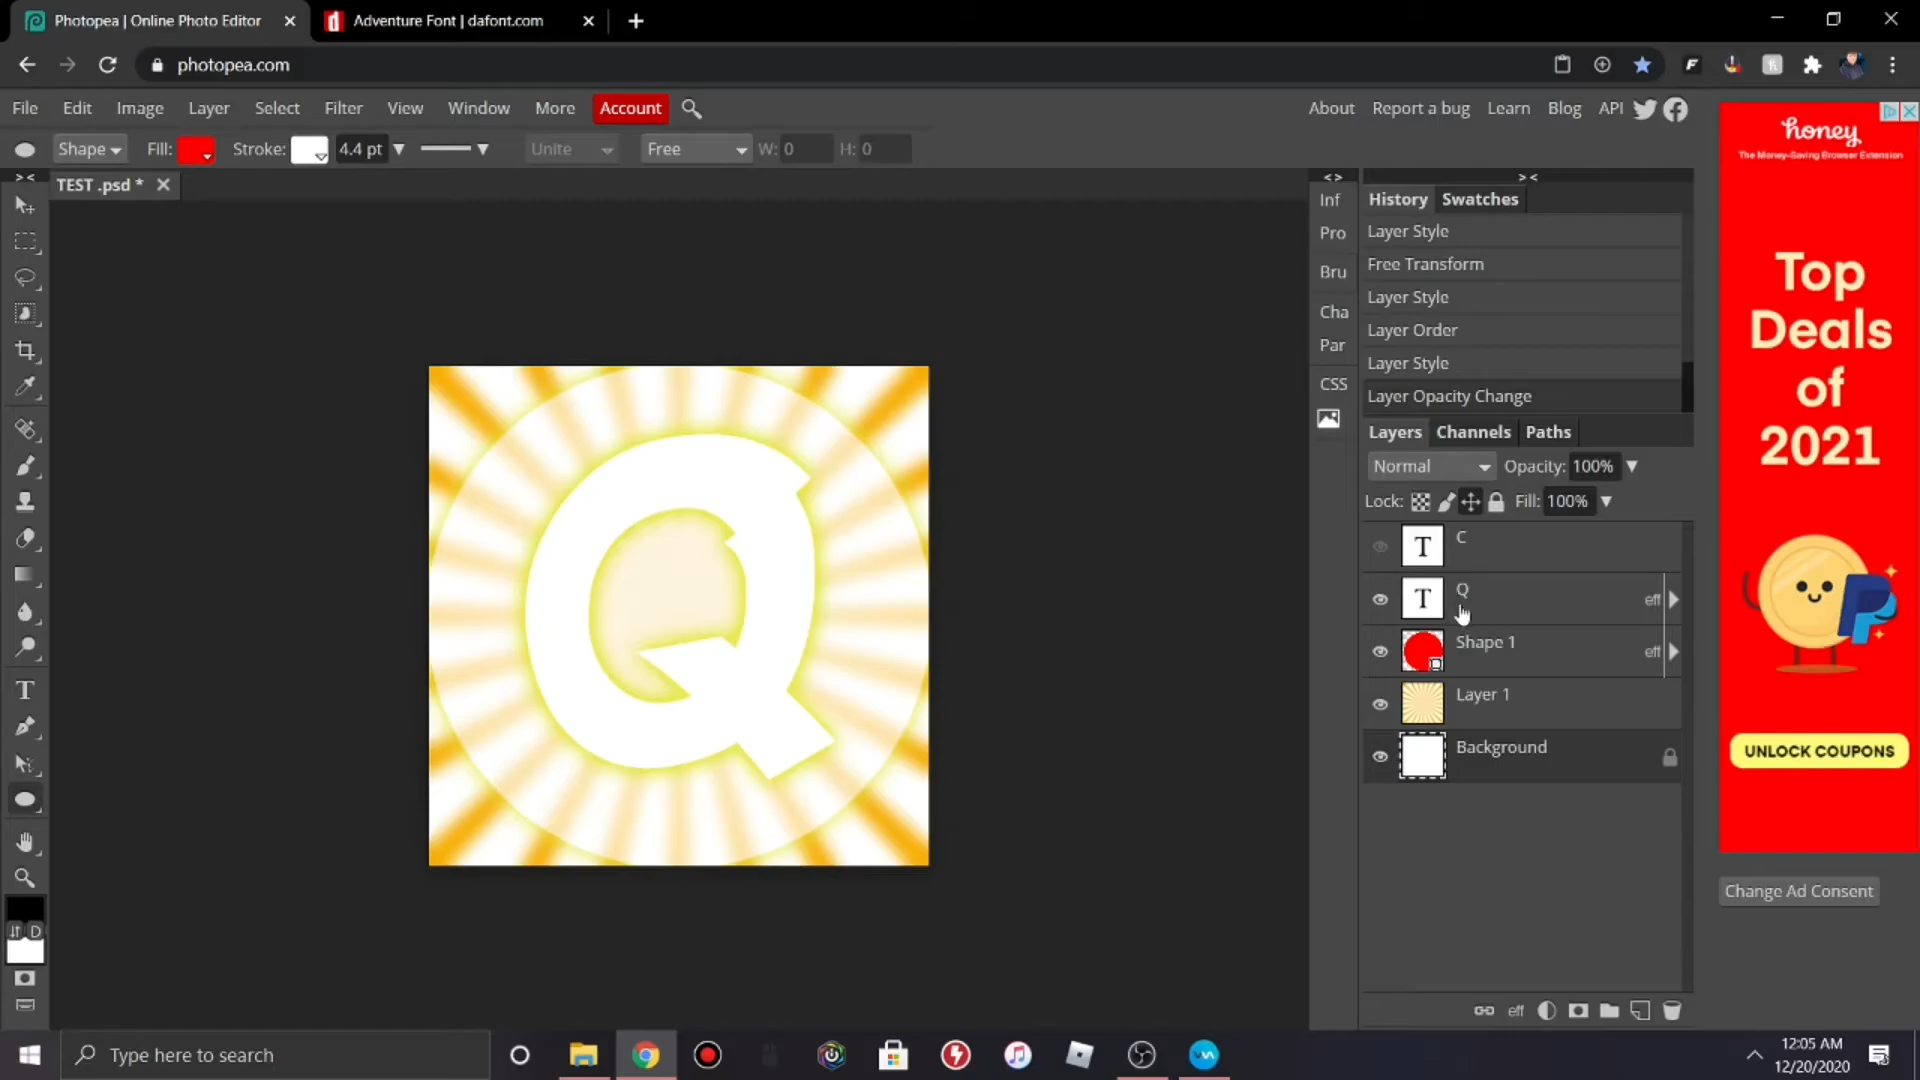 Photopea | Online Photo Editor
Adventure Font | dafont.com
photopea.com
File Edit Image Layer Select Filter View Window More Account
About Report a bug Learn Blog API
Shape Fill: Stroke: 4.4 pt Unite Free W: 0 H: 0
TEST .psd *
> <
< >
> <
Inf
Pro
Bru
Cha
Par
CSS
History Swatches
Layer Style
Free Transform
Layer Style
Layer Order
Layer Style
Layer Opacity Change
Layers Channels Paths
Normal Opacity: 100%
Lock: Fill: 100%
T C
T Q eff
Shape 1 eff
Layer 1
Background
eff
Q
T
D
honey
The Money-Saving Browser Extension
Top
Deals
of
2021
UNLOCK COUPONS
Change Ad Consent
Type here to search
12:05 AM
12/20/2020